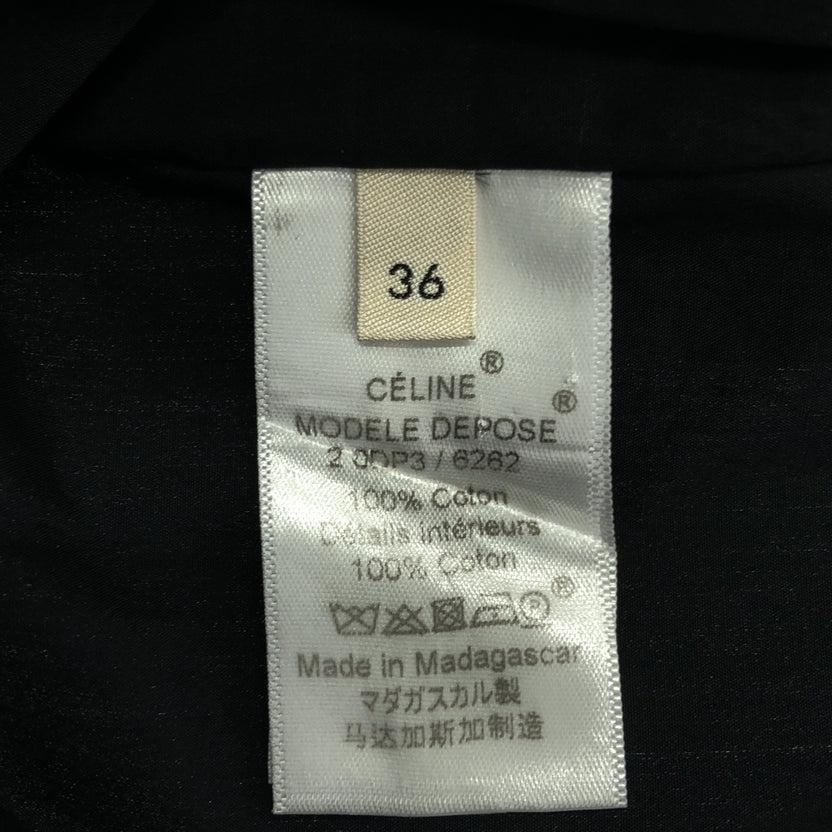 36
CÉLINE®
MODELE DEPOSE®
2 0DP3 / 6262
100% Coton
Détails intérieurs
100% Coton
®
Made in Madagascar
マダガスカル製
马达加斯加制造